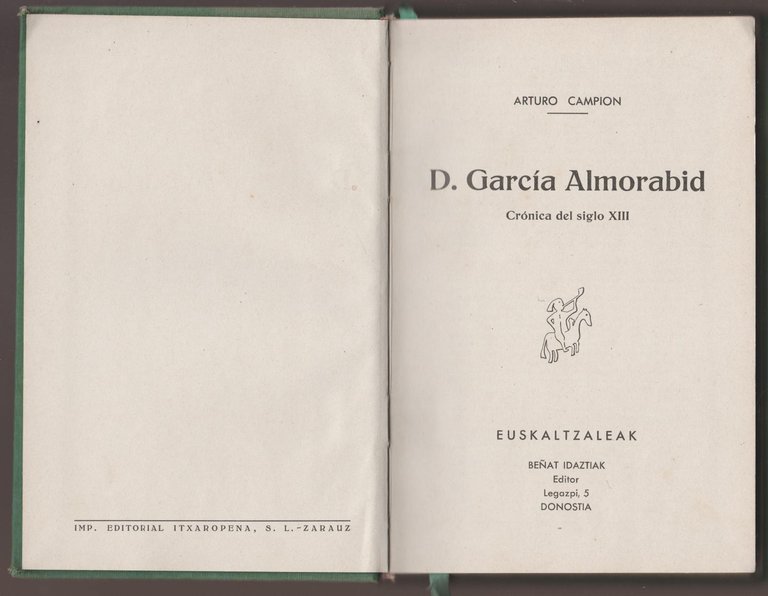 IMP. EDITORIAL ITXAROPENA, S. L.-ZARAUZ
ARTURO CAMPION
D. García Almorabid
Crónica del siglo XIII
EUSKALTZALEAK
BEÑAT IDAZTIAK
Editor
Legazpi, 5
DONOSTIA